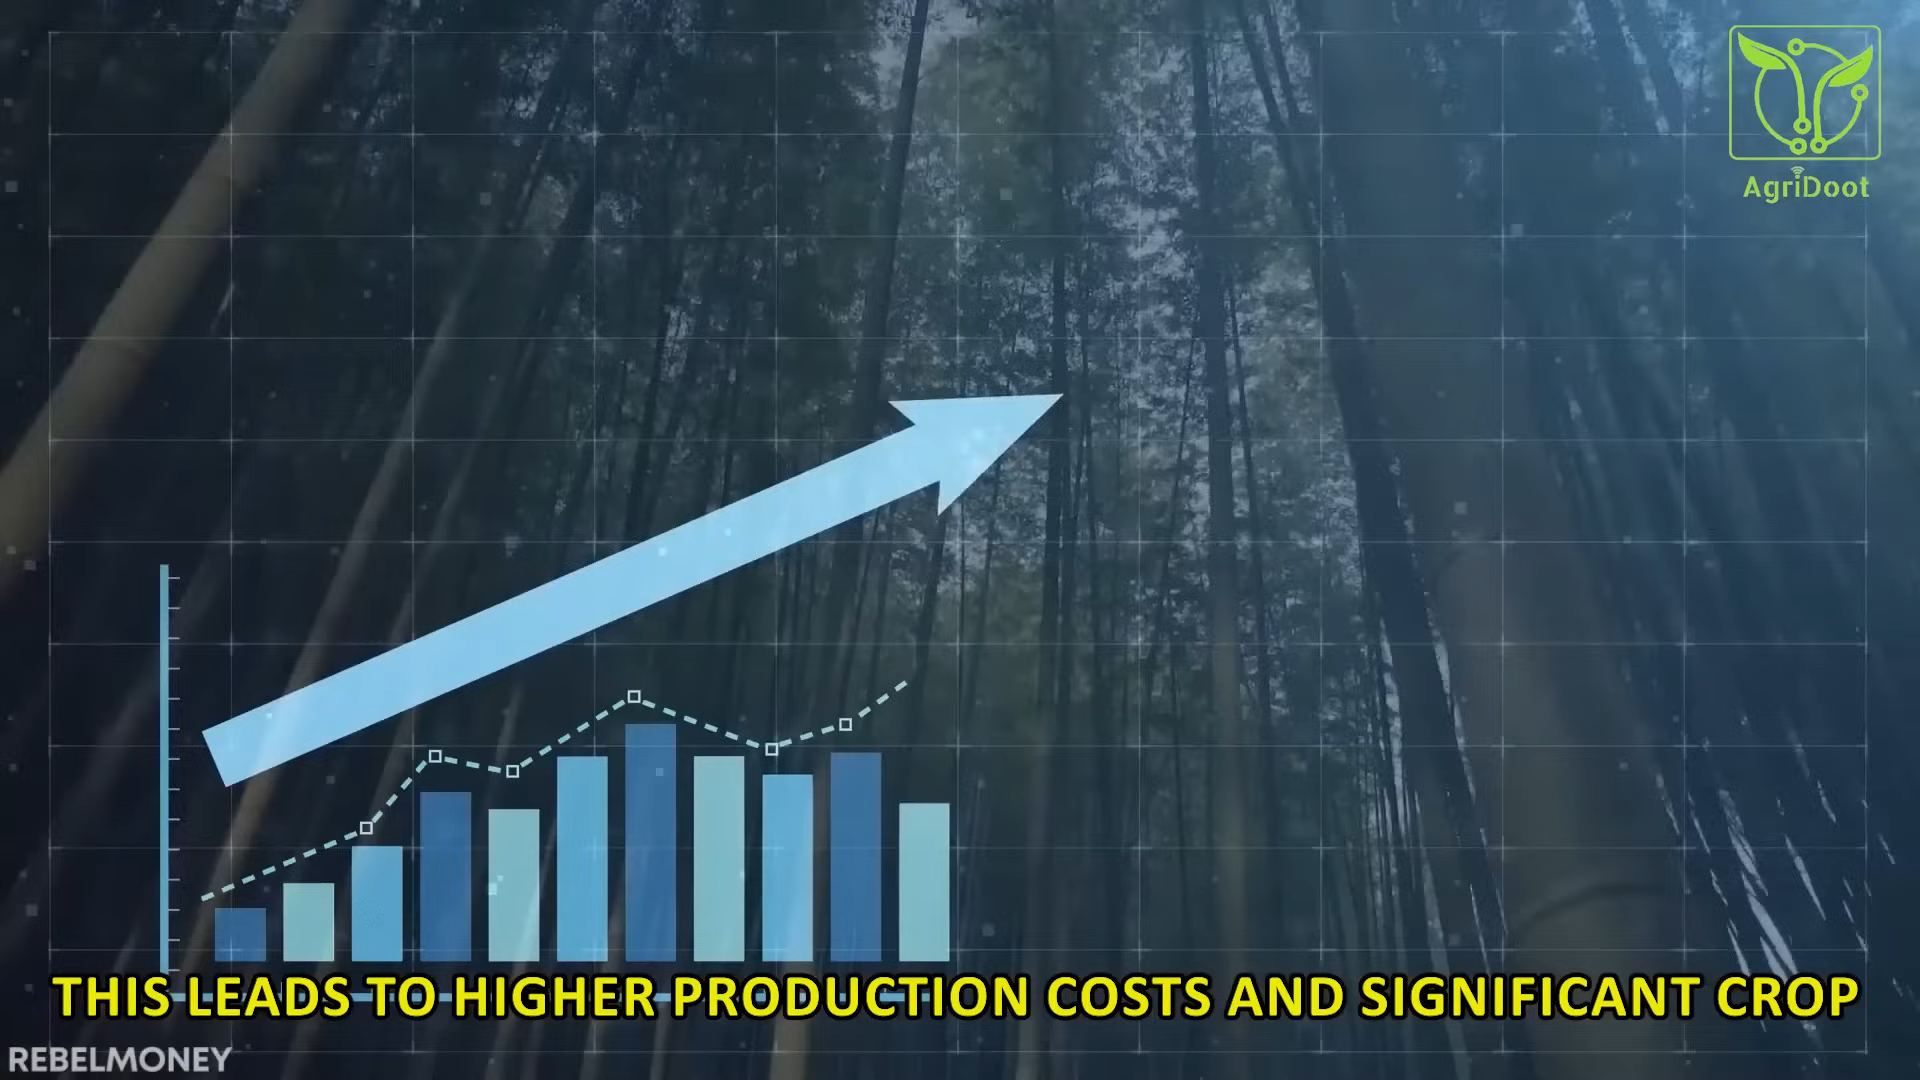 AgriDoot
THIS LEADS TO HIGHER PRODUCTION COSTS AND SIGNIFICANT CROP
REBELMONEY